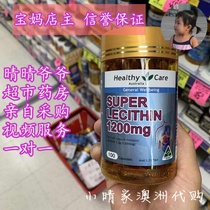 宝妈店主 信誉保证
晴晴爷爷
超市药房
亲自采购
视频服务
一对一
Healthy Care
Australia
General Wellbeing
SUPER
LECITHIN
1200mg
100
小晴家澳洲代购